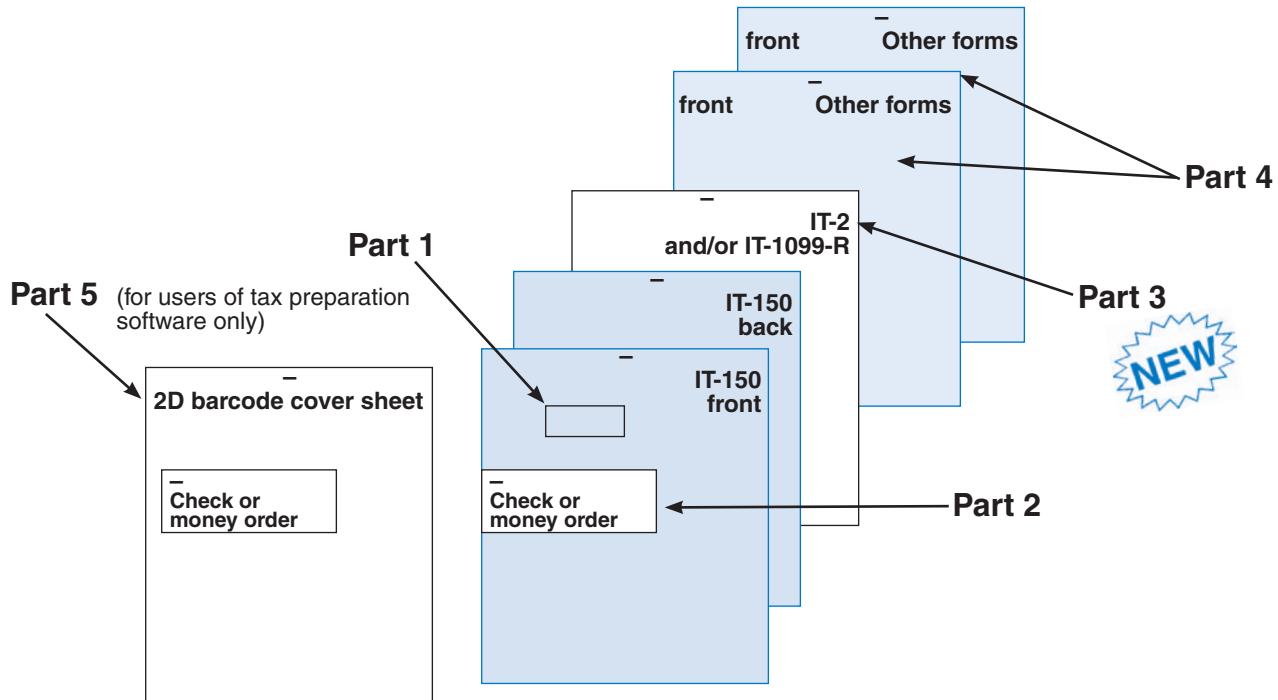 front Other forms
front Other forms
Part 4
IT-2
and/or IT-1099-R
Part 1
Part 3
NEW
Part 5 (for users of tax preparation
software only)
IT-150
back
IT-150
front
2D barcode cover sheet
Check or
money order
Check or
money order
Part 2